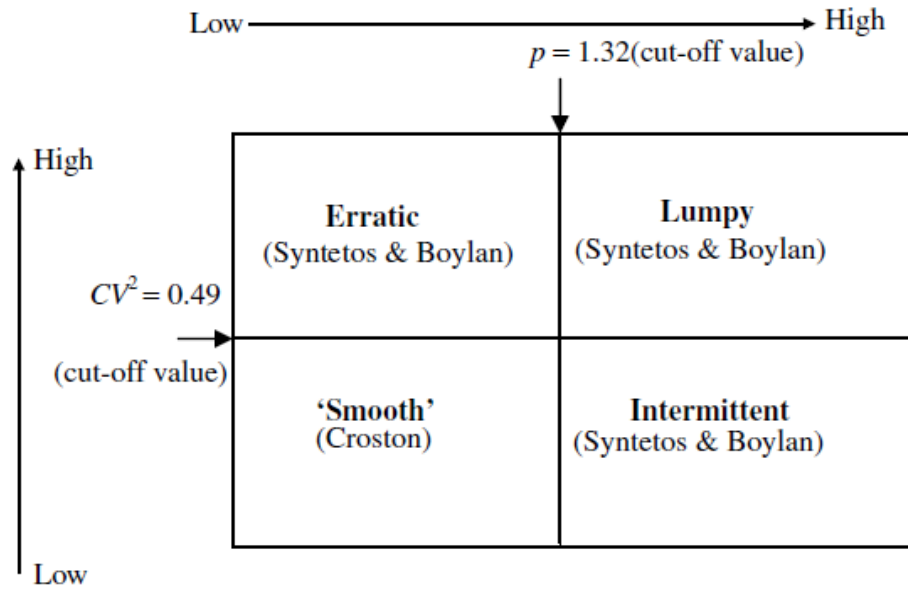 Low High
p = 1.32(cut-off value)
High
Erratic
(Syntetos & Boylan)
Lumpy
(Syntetos & Boylan)
CV² = 0.49
(cut-off value)
‘Smooth’
(Croston)
Intermittent
(Syntetos & Boylan)
Low